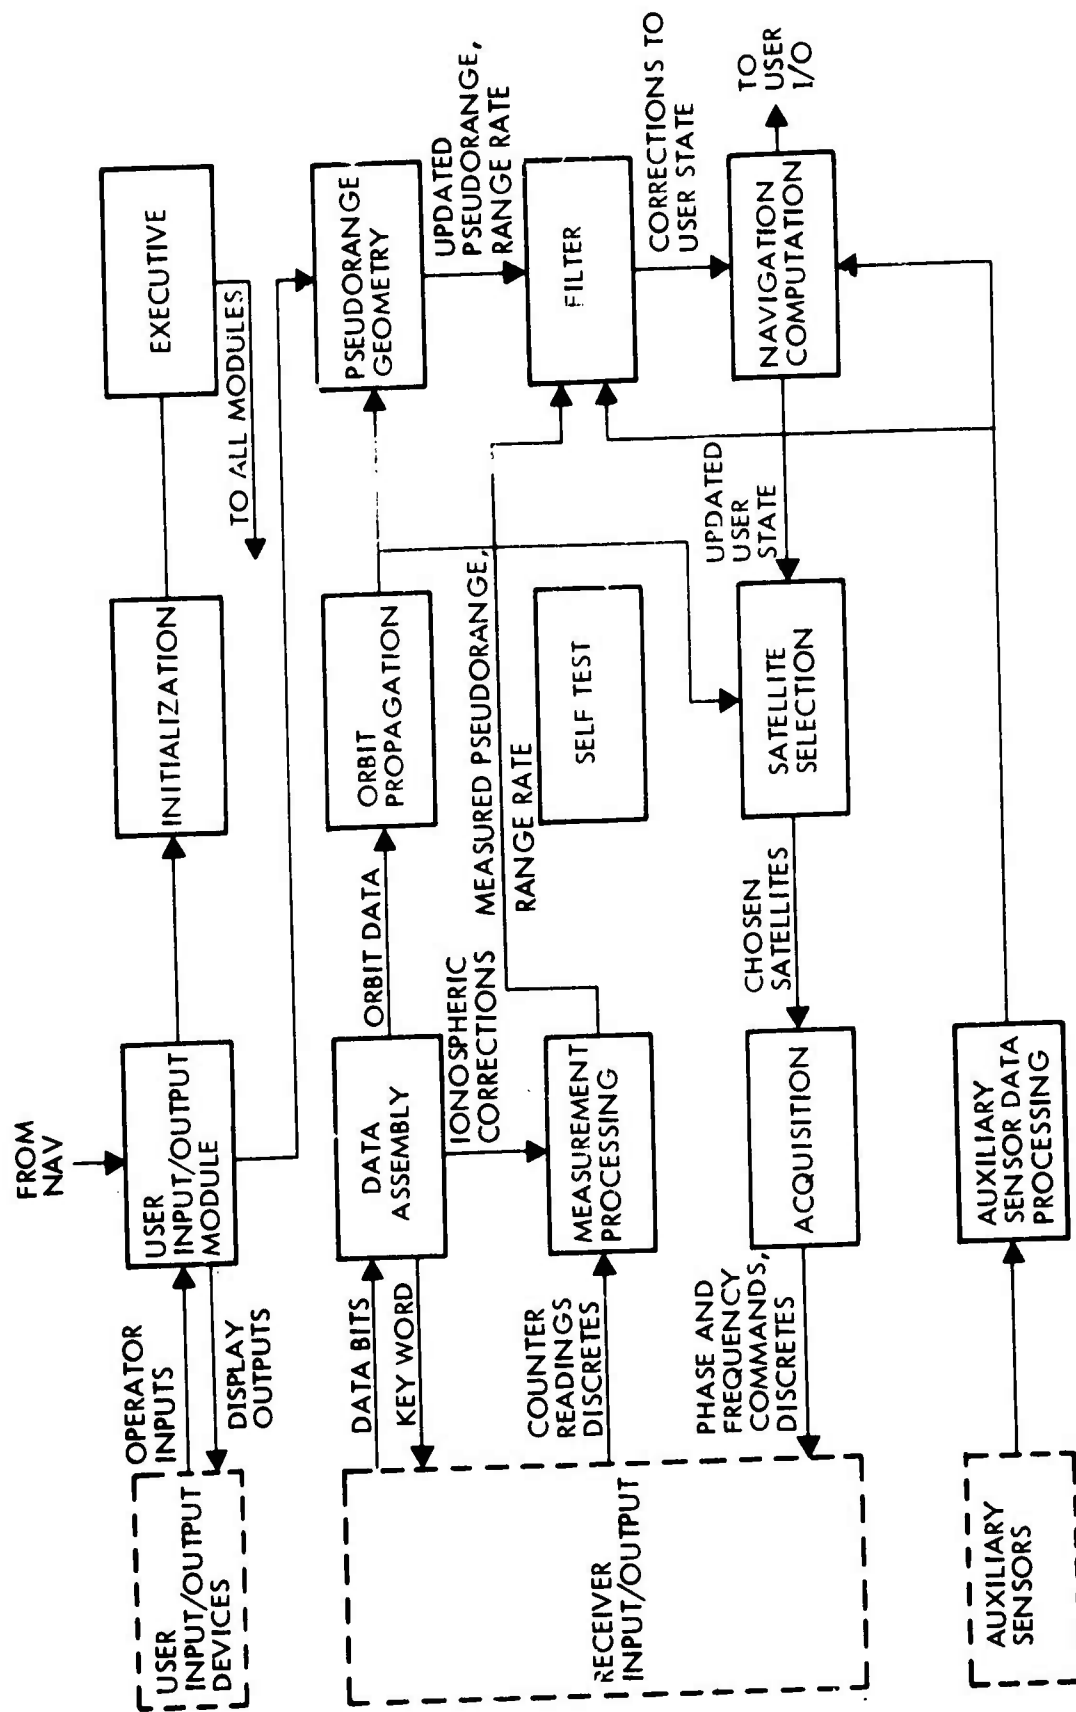 FROM
NAV
OPERATOR
INPUTS
DISPLAY
OUTPUTS
USER
INPUT/OUTPUT
DEVICES
USER
INPUT/OUTPUT
MODULE
INITIALIZATION
EXECUTIVE
TO ALL MODULES
DATA BITS
KEY WORD
DATA
ASSEMBLY
ORBIT DATA
ORBIT
PROPAGATION
PSEUDORANGE
GEOMETRY
IONOSPHERIC
CORRECTIONS
MEASURED PSEUDORANGE,
RANGE RATE
UPDATED
PSEUDORANGE,
RANGE RATE
RECEIVER
INPUT/OUTPUT
COUNTER
READINGS
DISCRETES
MEASUREMENT
PROCESSING
SELF TEST
FILTER
CORRECTIONS TO
USER STATE
PHASE AND
FREQUENCY
COMMANDS,
DISCRETES
ACQUISITION
CHOSEN
SATELLITES
SATELLITE
SELECTION
UPDATED
USER
STATE
NAVIGATION
COMPUTATION
TO
USER
I/O
AUXILIARY
SENSORS
AUXILIARY
SENSOR DATA
PROCESSING